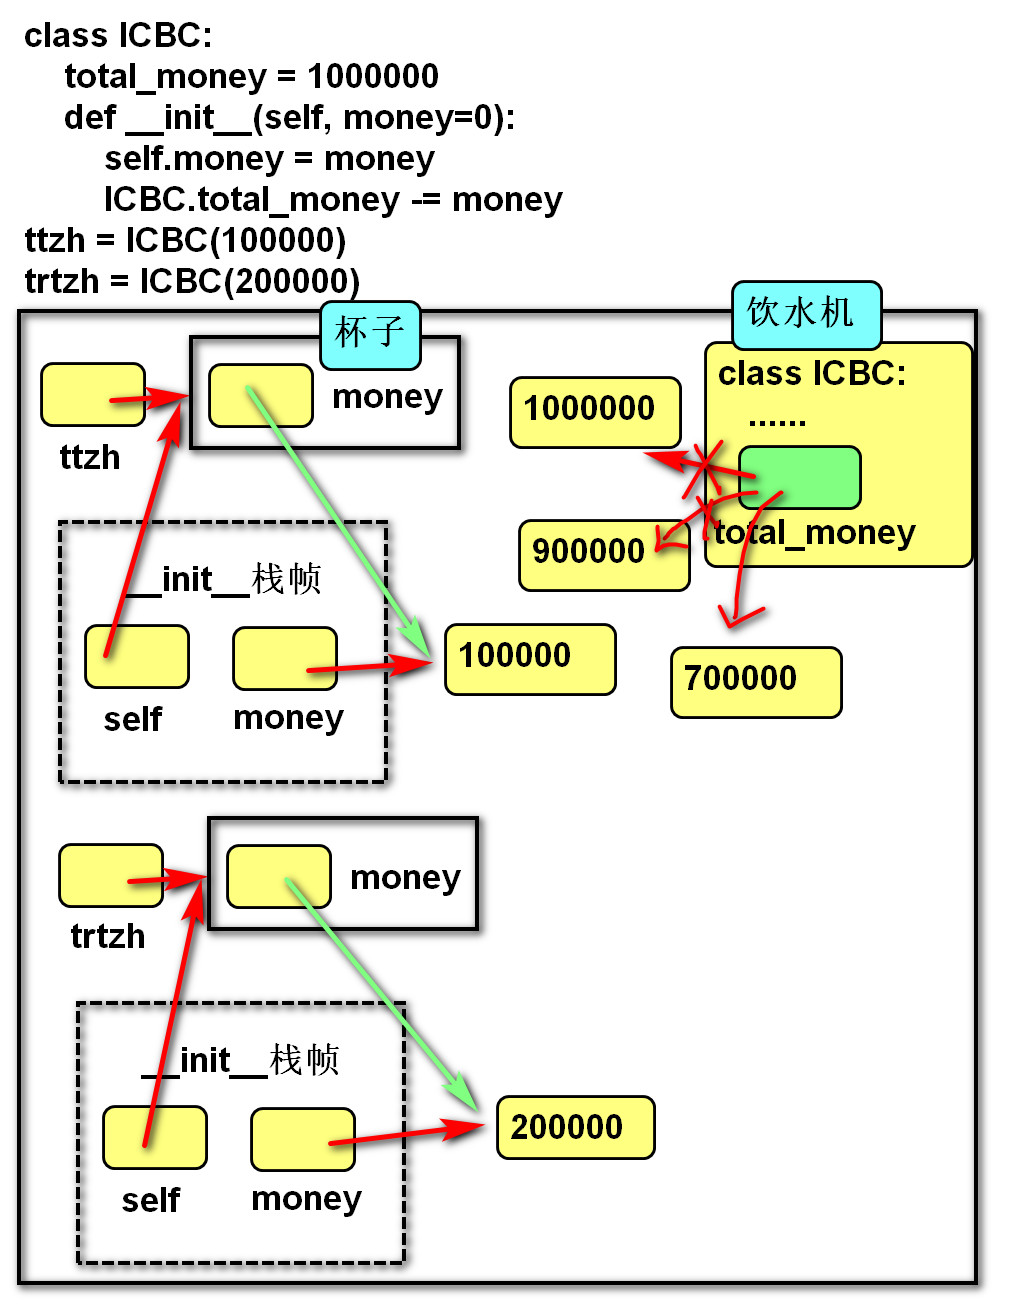 class ICBC:
    total_money = 1000000
    def __init__(self, money=0):
        self.money = money
        ICBC.total_money -= money
ttzh = ICBC(100000)
trtzh = ICBC(200000)
杯子
饮水机
money
ttzh
1000000
class ICBC:
......
total_money
900000
__init__栈帧
self
money
100000
700000
money
trtzh
__init__栈帧
self
money
200000